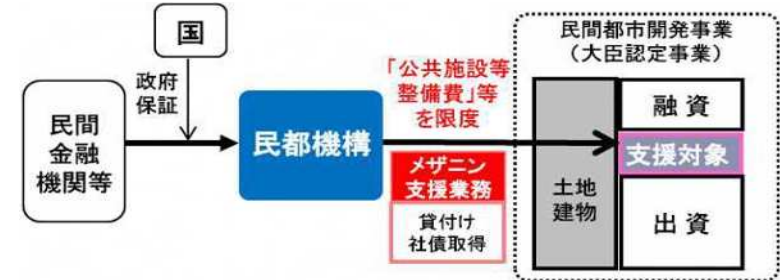 国
政府
保証
民間
金融
機関等
民都機構
「公共施設等
整備費」等
を限度
メザニン
支援業務
貸付け
社債取得
民間都市開発事業
（大臣認定事業）
土地
建物
融 資
支援対象
出 資